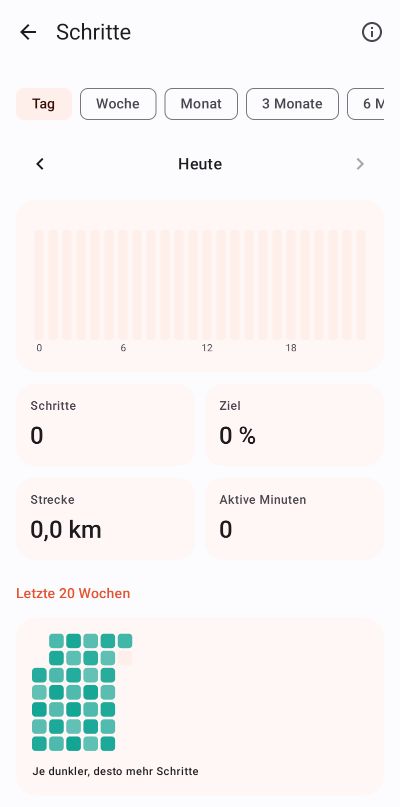 Schritte
Tag
Woche
Monat
3 Monate
6 M
Heute
0 6 12 18
Schritte
0
Ziel
0 %
Strecke
0,0 km
Aktive Minuten
0
Letzte 20 Wochen
Je dunkler, desto mehr Schritte